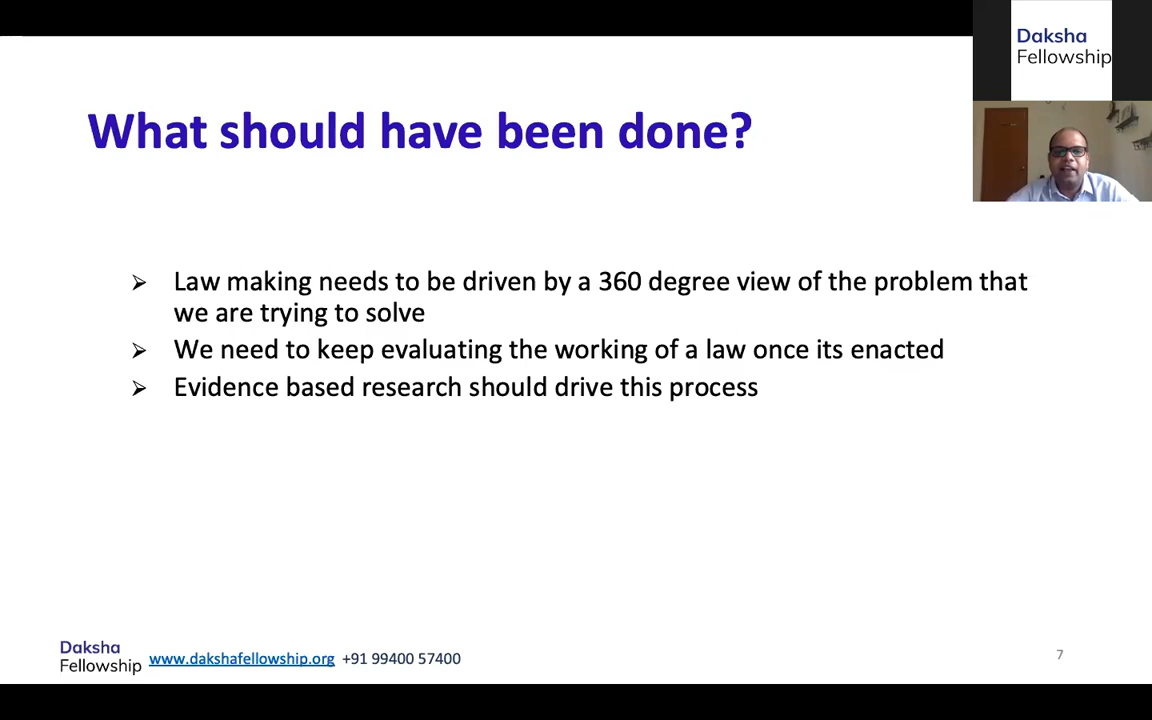 Daksha
Fellowship
What should have been done?
➢ Law making needs to be driven by a 360 degree view of the problem that
we are trying to solve
➢ We need to keep evaluating the working of a law once its enacted
➢ Evidence based research should drive this process
Daksha
Fellowship
www.dakshafellowship.org +91 99400 57400
7